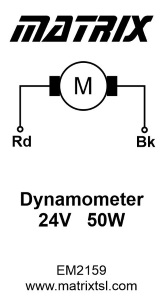 MATRIX
M
Rd Bk
Dynamometer
24V 50W
EM2159
www.matrixtsl.com